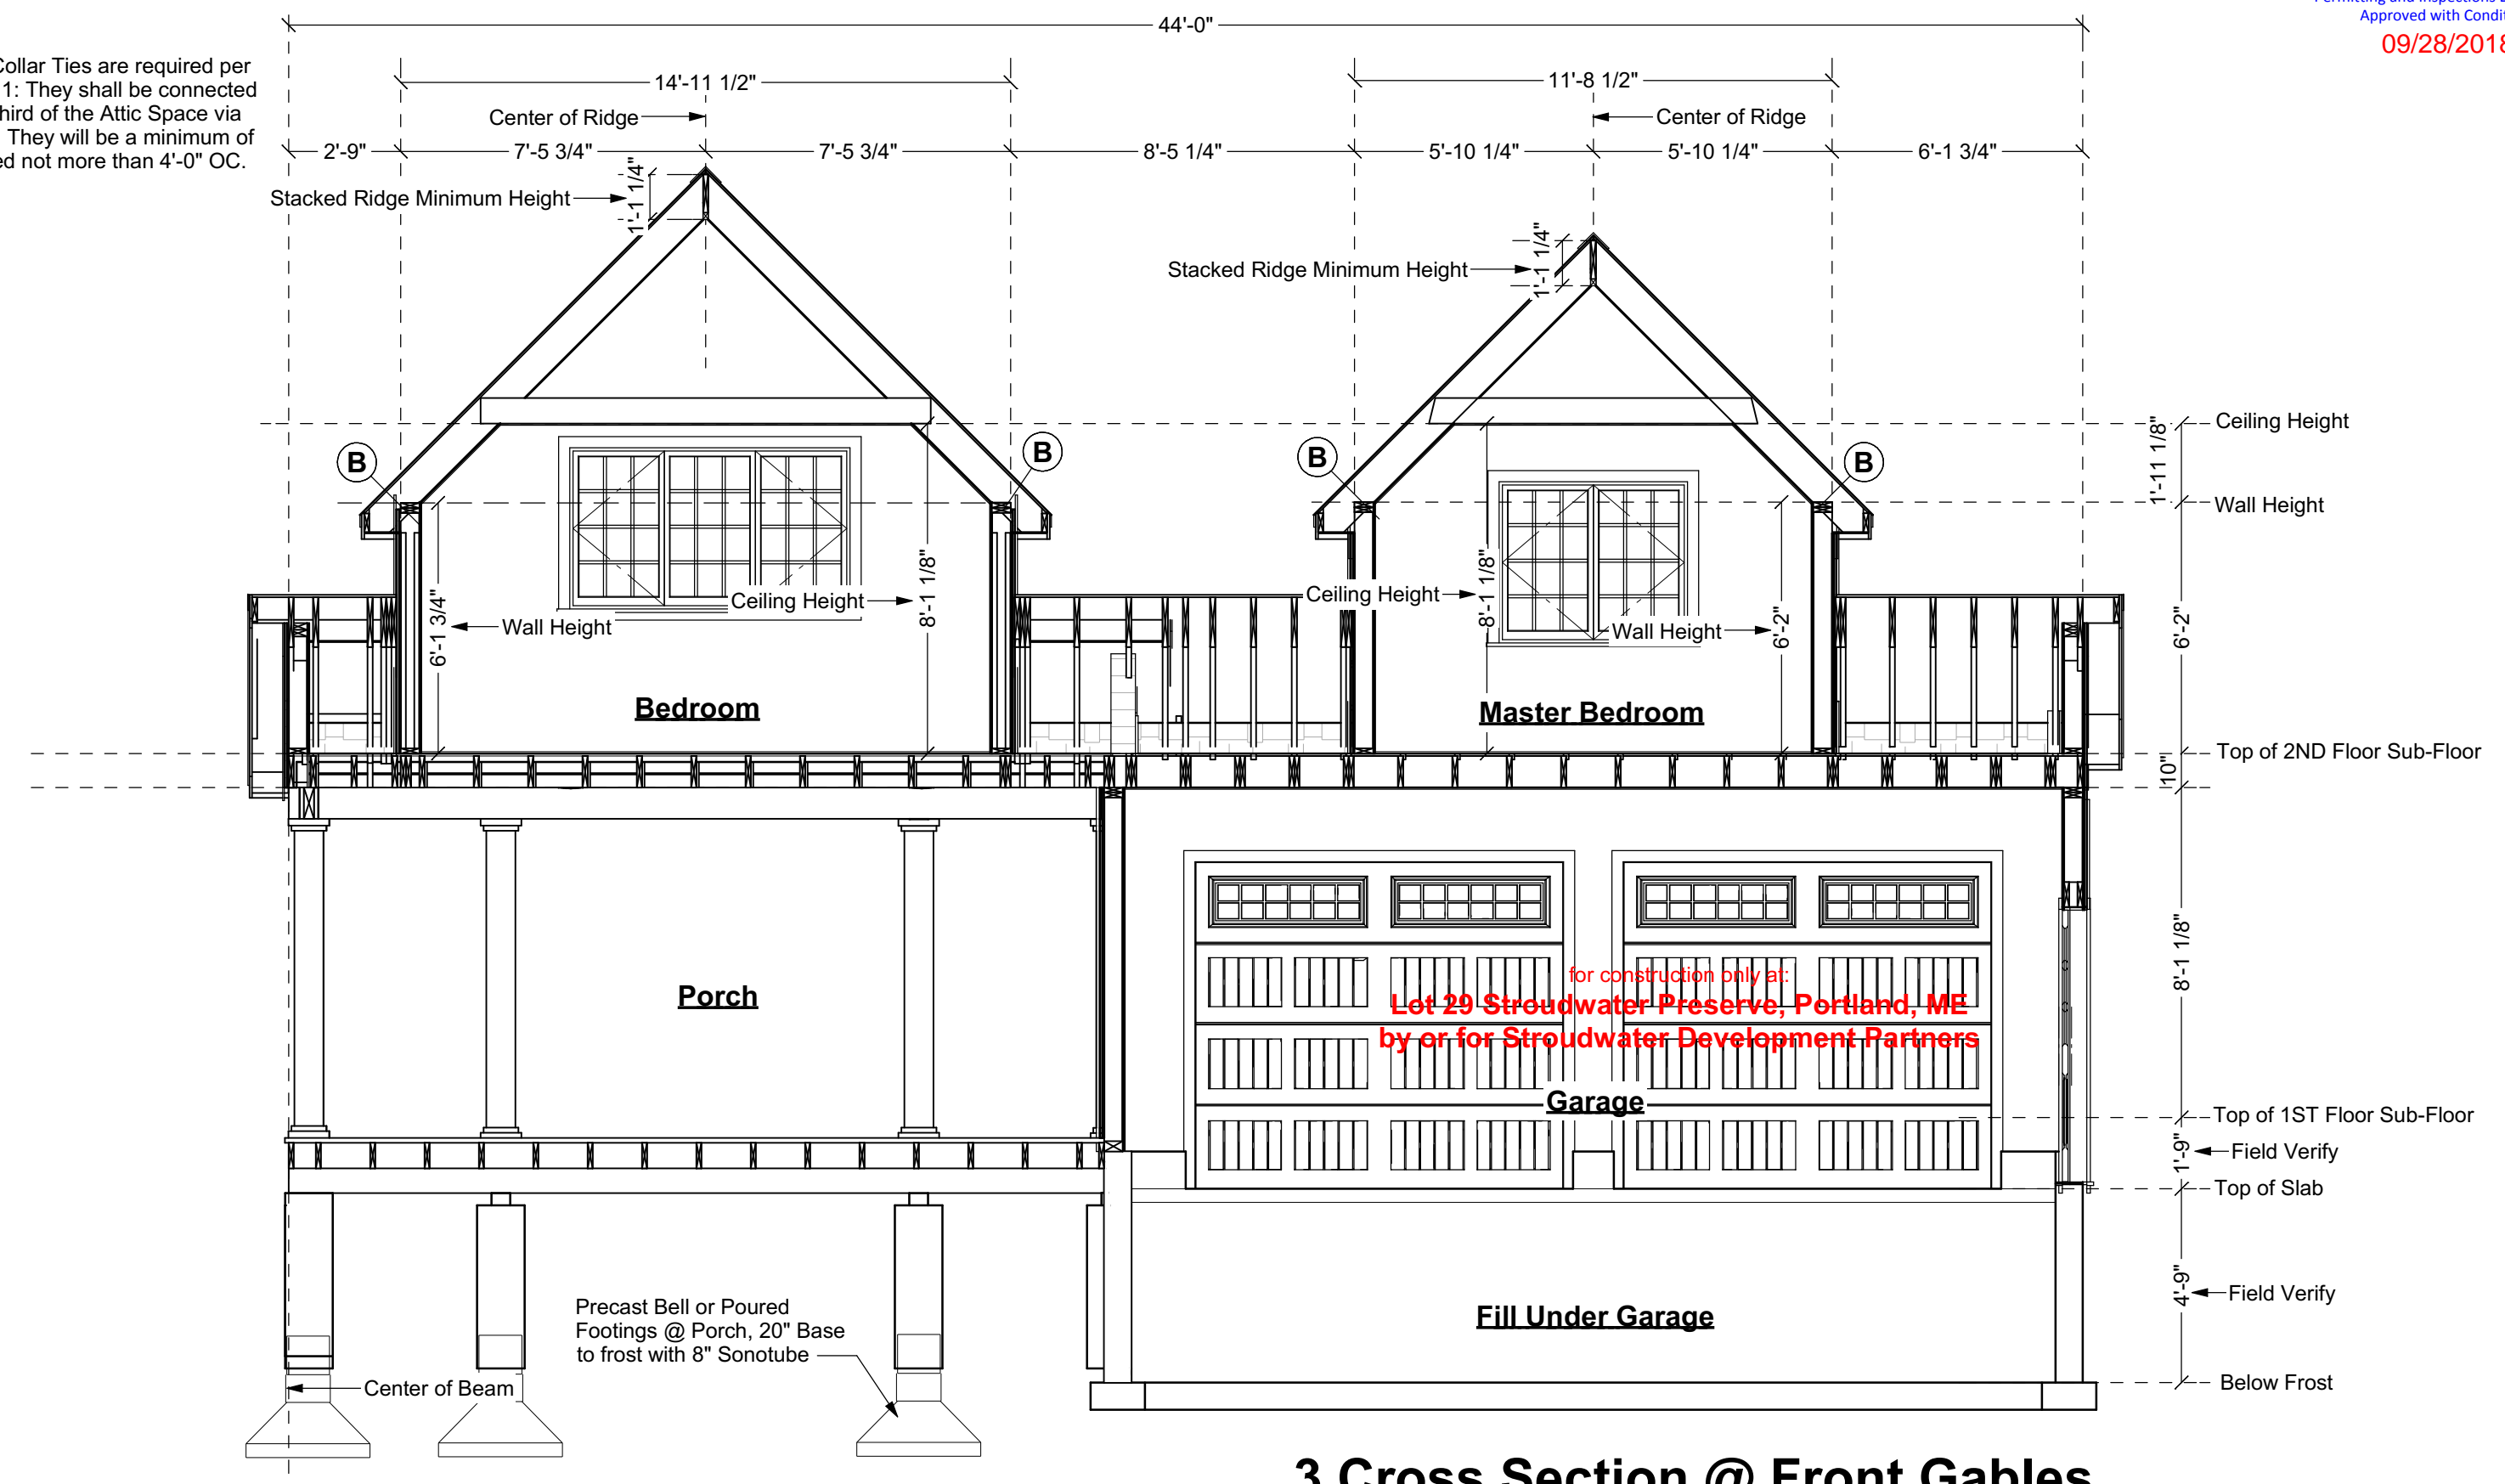 Approved with Condit
09/28/2018
44'-0"
Collar Ties are required per
1: They shall be connected
hird of the Attic Space via
They will be a minimum of
ed not more than 4'-0" OC.
14'-11 1/2"
11'-8 1/2"
Center of Ridge
Center of Ridge
2'-9"
7'-5 3/4"
7'-5 3/4"
8'-5 1/4"
5'-10 1/4"
5'-10 1/4"
6'-1 3/4"
Stacked Ridge Minimum Height
1'-1 1/4"
Stacked Ridge Minimum Height
1'-1 1/4"
Ceiling Height
1'-11 1/8"
B
B
B
B
Wall Height
Ceiling Height
8'-1 1/8"
Wall Height
6'-1 3/4"
Ceiling Height
8'-1 1/8"
Wall Height
6'-2"
6'-2"
Bedroom
Master Bedroom
Top of 2ND Floor Sub-Floor
10"
8'-1 1/8"
Porch
for construction only at:
Lot 29 Stroudwater Preserve, Portland, ME
by or for Stroudwater Development Partners
Garage
Top of 1ST Floor Sub-Floor
1'-9"
Field Verify
Top of Slab
4'-9"
Field Verify
Precast Bell or Poured
Footings @ Porch, 20" Base
to frost with 8" Sonotube
Fill Under Garage
Center of Beam
Below Frost
3 Cross Section @ Front Gables